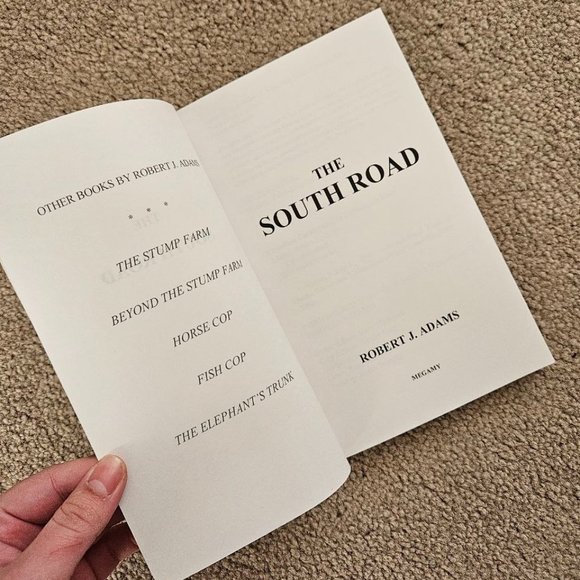 OTHER BOOKS BY ROBERT J. ADAMS
* * *
THE STUMP FARM
BEYOND THE STUMP FARM
HORSE COP
FISH COP
THE ELEPHANT'S TRUNK
THE
SOUTH ROAD
ROBERT J. ADAMS
MEGAMY